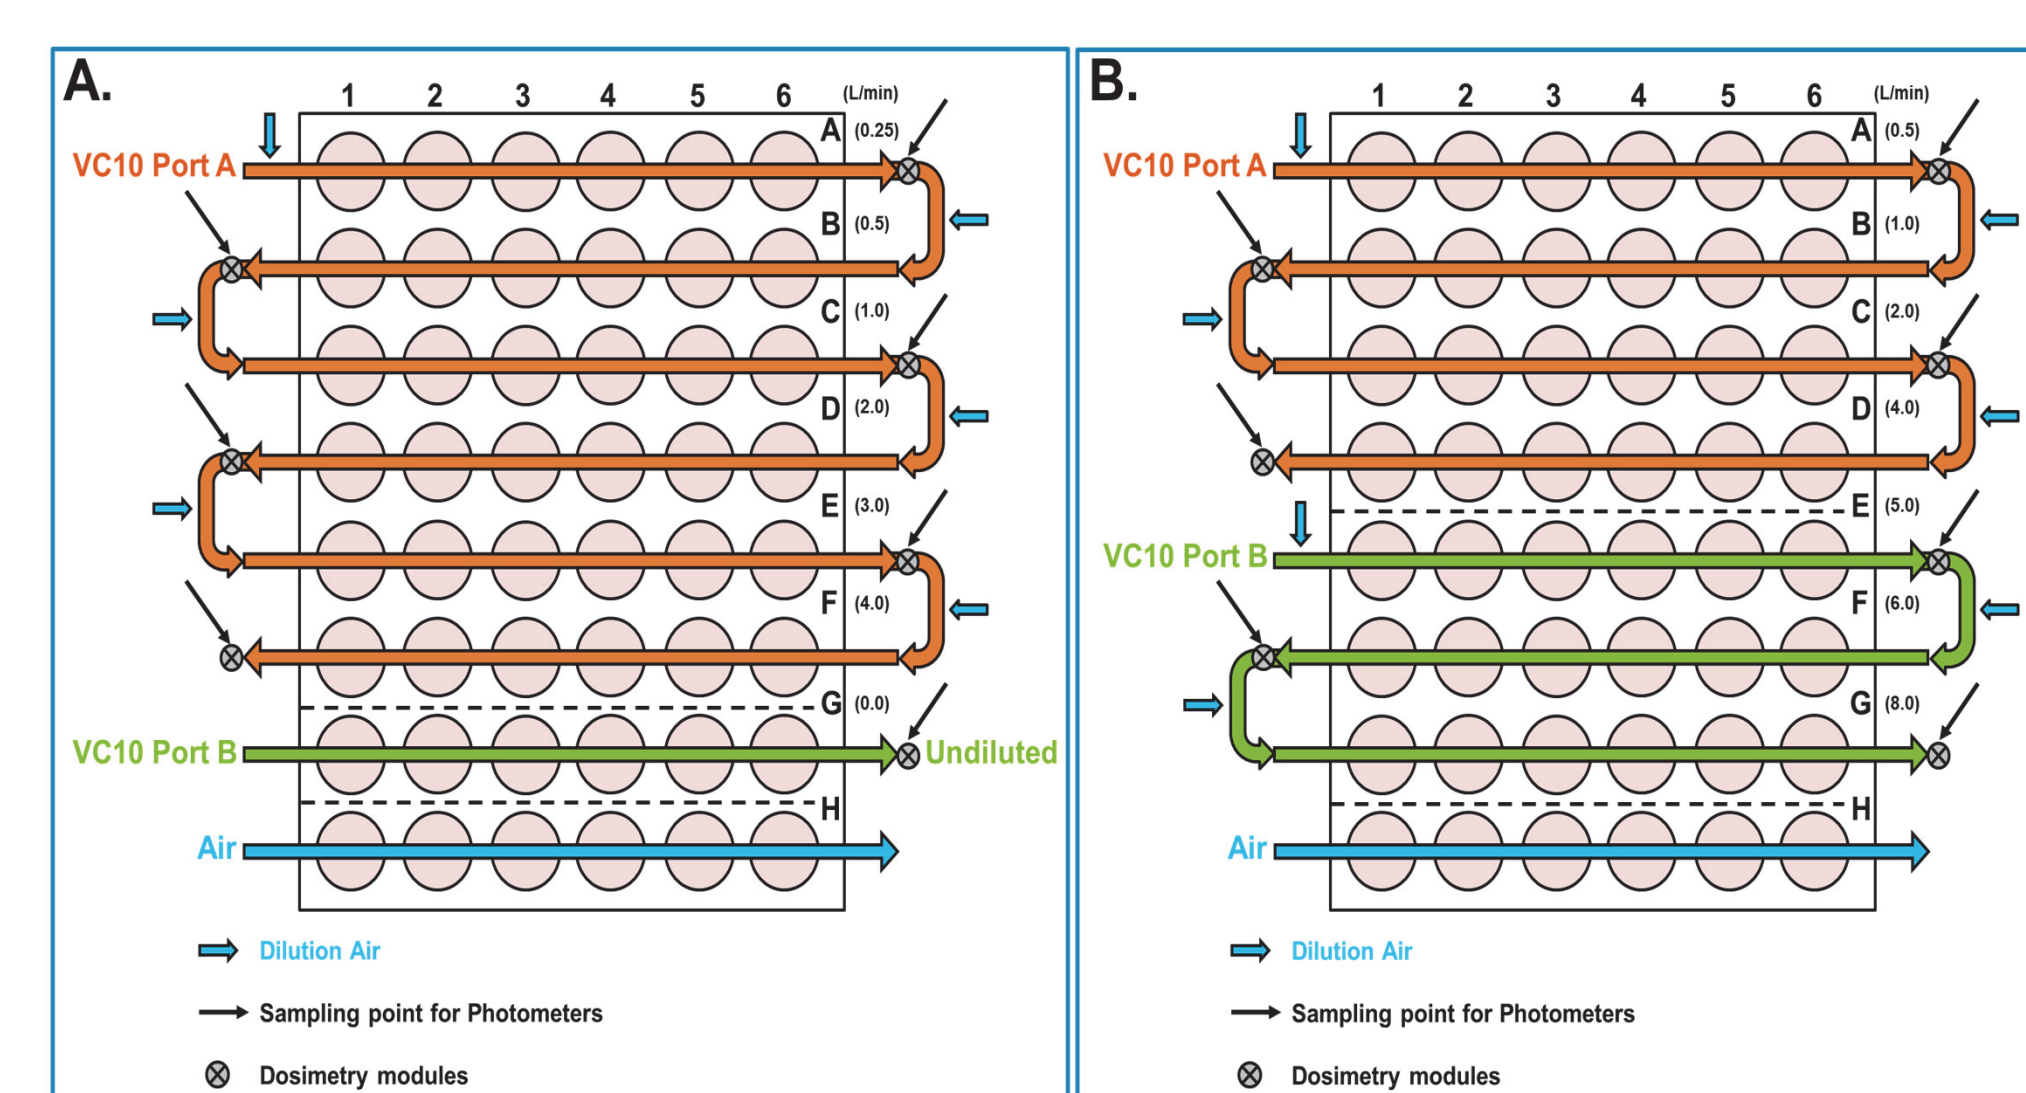 A.
1 2 3 4 5 6 (L/min)
A (0.25)
VC10 Port A
B (0.5)
C (1.0)
D (2.0)
E (3.0)
F (4.0)
G (0.0)
VC10 Port B Undiluted
H
Air
Dilution Air
Sampling point for Photometers
Dosimetry modules
B.
1 2 3 4 5 6 (L/min)
A (0.5)
VC10 Port A
B (1.0)
C (2.0)
D (4.0)
E (5.0)
VC10 Port B
F (6.0)
G (8.0)
H
Air
Dilution Air
Sampling point for Photometers
Dosimetry modules